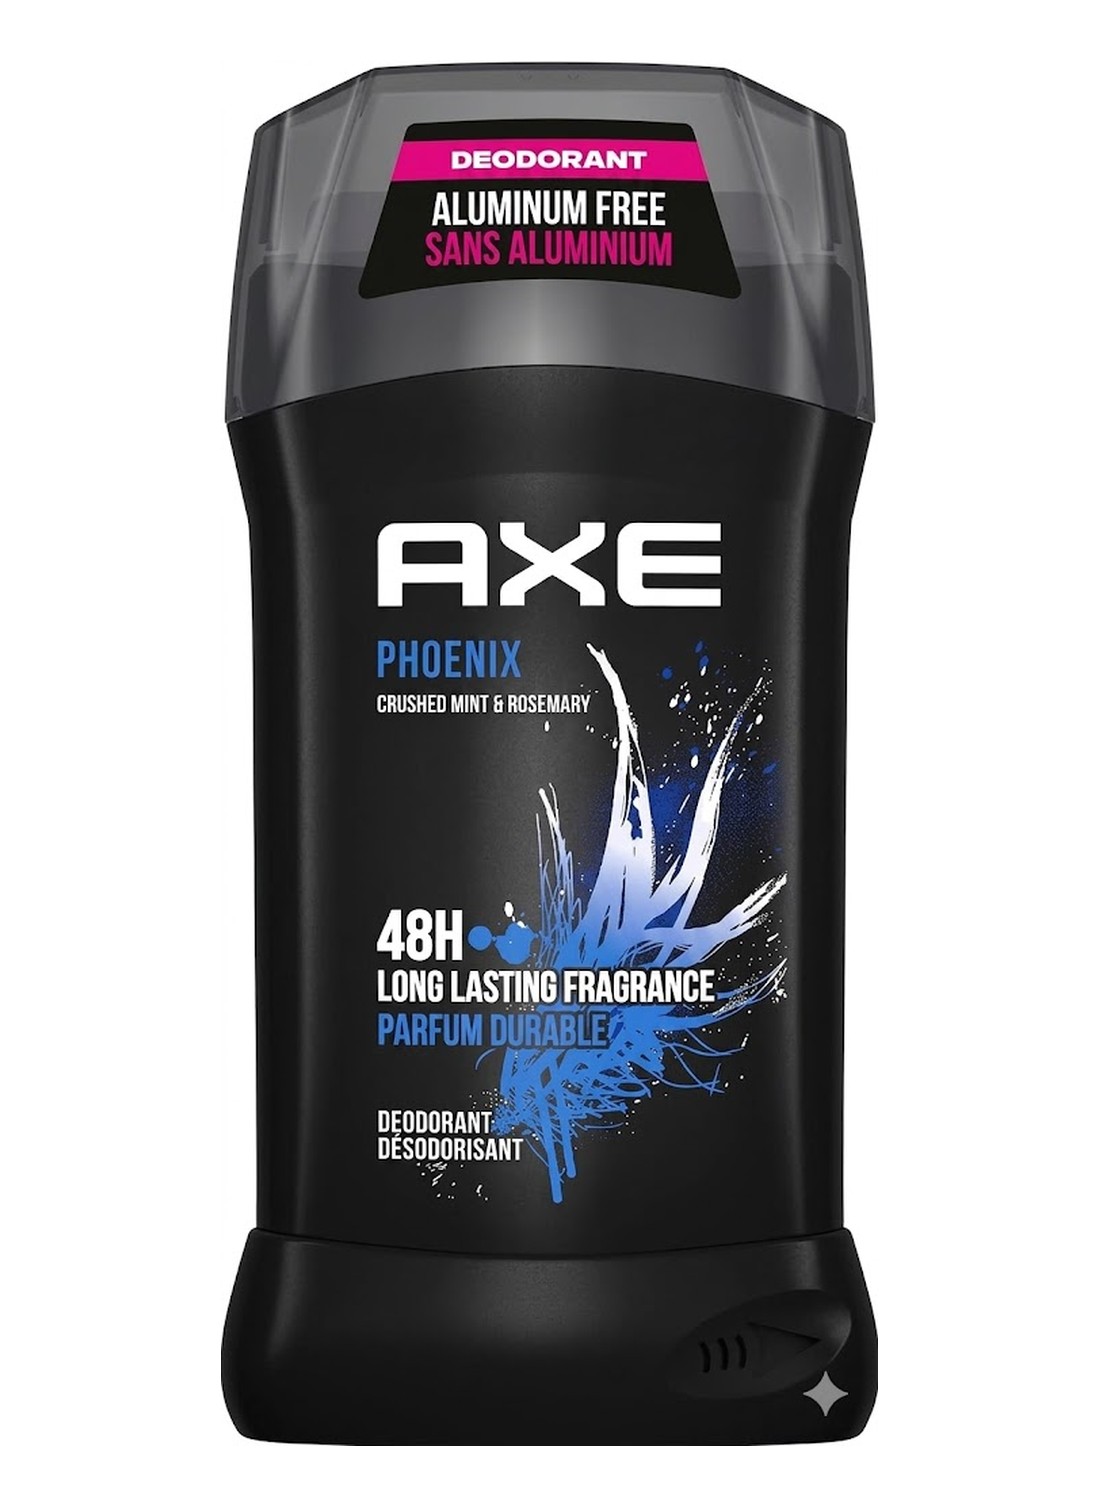 DEODORANT
ALUMINUM FREE
SANS ALUMINIUM
AXE
PHOENIX
CRUSHED MINT & ROSEMARY
48H
LONG LASTING FRAGRANCE
PARFUM DURABLE
DEODORANT
DÉSODORISANT